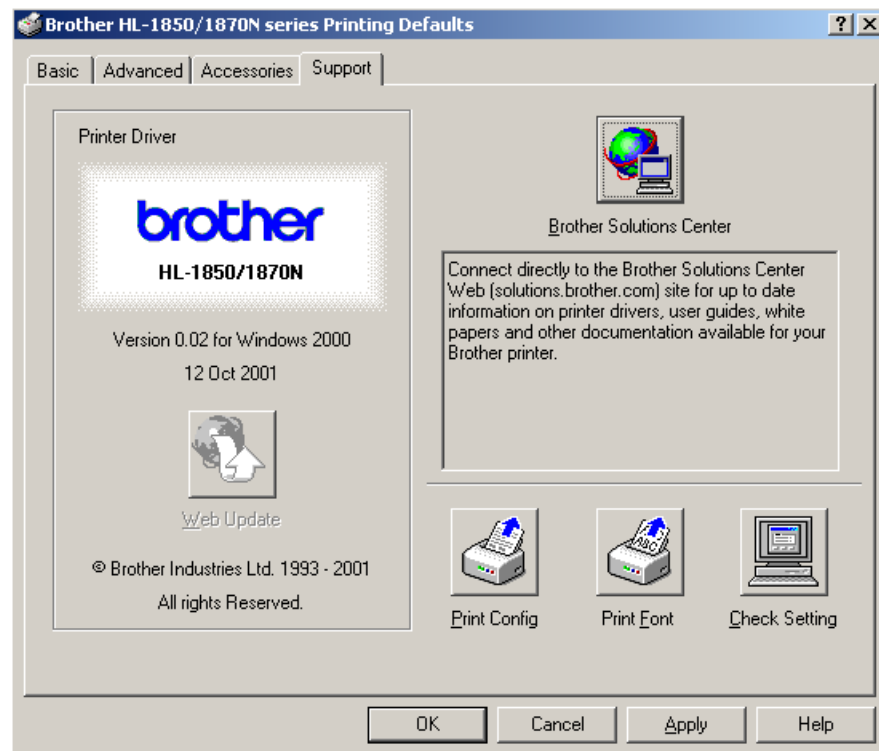 Brother HL-1850/1870N series Printing Defaults
Basic
Advanced
Accessories
Support
Printer Driver
brother
HL-1850/1870N
Version 0.02 for Windows 2000
12 Oct 2001
Web Update
© Brother Industries Ltd. 1993 - 2001
All rights Reserved.
Brother Solutions Center
Connect directly to the Brother Solutions Center
Web (solutions.brother.com) site for up to date
information on printer drivers, user guides, white
papers and other documentation available for your
Brother printer.
ABC
Print Config
Print Font
Check Setting
OK
Cancel
Apply
Help